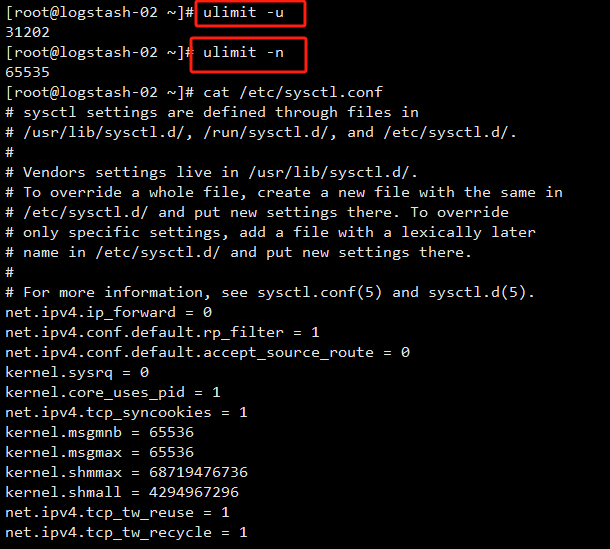 [root@logstash-02 ~]# ulimit -u
31202
[root@logstash-02 ~]# ulimit -n
65535
[root@logstash-02 ~]# cat /etc/sysctl.conf
# sysctl settings are defined through files in
# /usr/lib/sysctl.d/, /run/sysctl.d/, and /etc/sysctl.d/.
#
# Vendors settings live in /usr/lib/sysctl.d/.
# To override a whole file, create a new file with the same in
# /etc/sysctl.d/ and put new settings there. To override
# only specific settings, add a file with a lexically later
# name in /etc/sysctl.d/ and put new settings there.
#
# For more information, see sysctl.conf(5) and sysctl.d(5).
net.ipv4.ip_forward = 0
net.ipv4.conf.default.rp_filter = 1
net.ipv4.conf.default.accept_source_route = 0
kernel.sysrq = 0
kernel.core_uses_pid = 1
net.ipv4.tcp_syncookies = 1
kernel.msgmnb = 65536
kernel.msgmax = 65536
kernel.shmmax = 68719476736
kernel.shmall = 4294967296
net.ipv4.tcp_tw_reuse = 1
net.ipv4.tcp_tw_recycle = 1